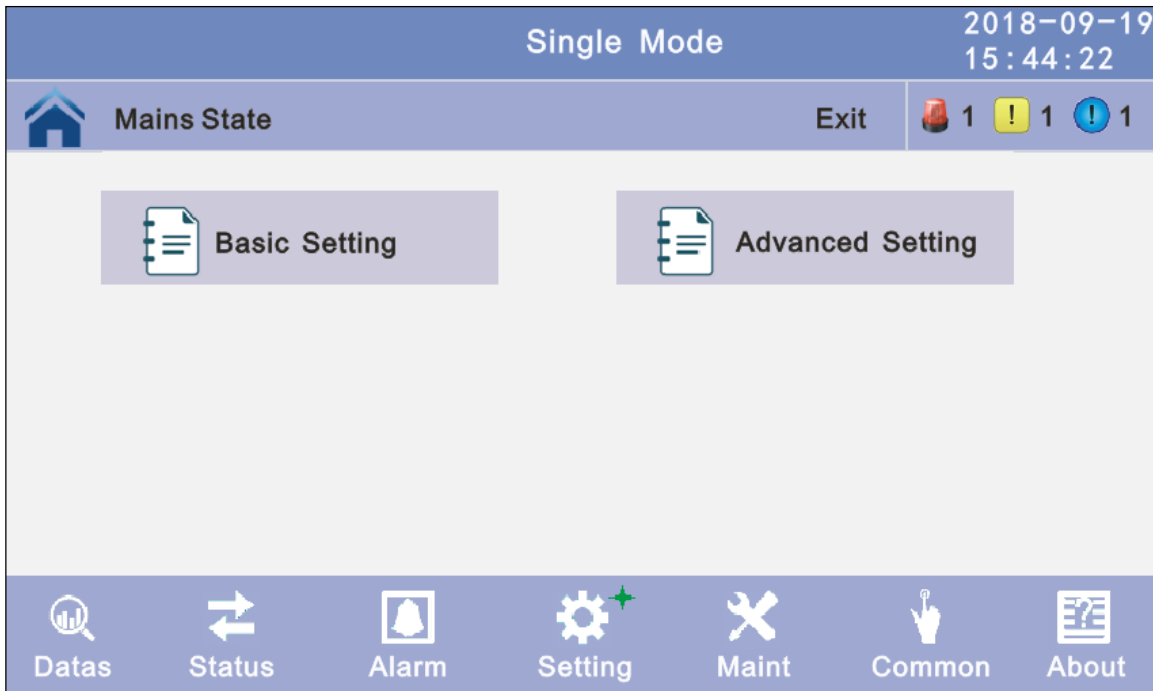 Single Mode
2018-09-19
15:44:22
Mains State
Exit
1
! 1
! 1
Basic Setting
Advanced Setting
Datas
Status
Alarm
Setting
Maint
Common
?
About